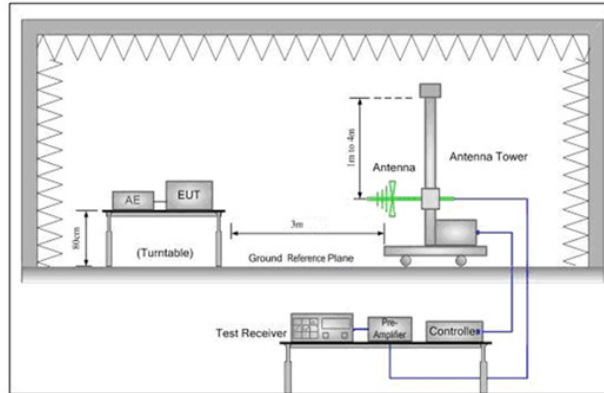 1m to 4m
Antenna
Antenna Tower
AE
EUT
80cm
(Turntable)
3m
Ground Reference Plane
Test Receiver
Pre-
Amplifier
Controller